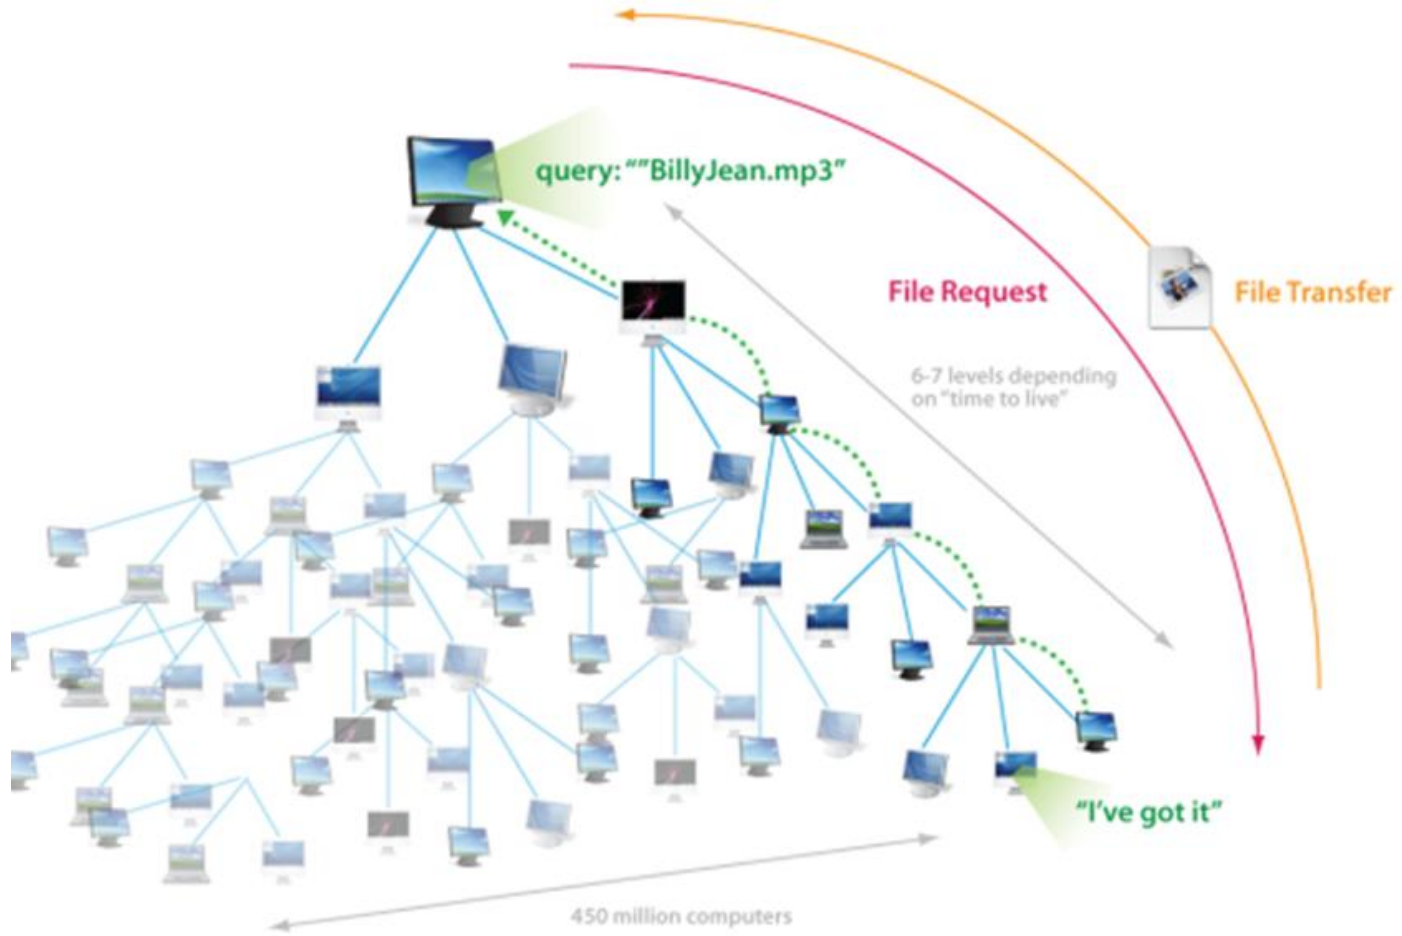 query: “”BillyJean.mp3”
File Request
File Transfer
6-7 levels depending
on “time to live”
“I’ve got it”
450 million computers